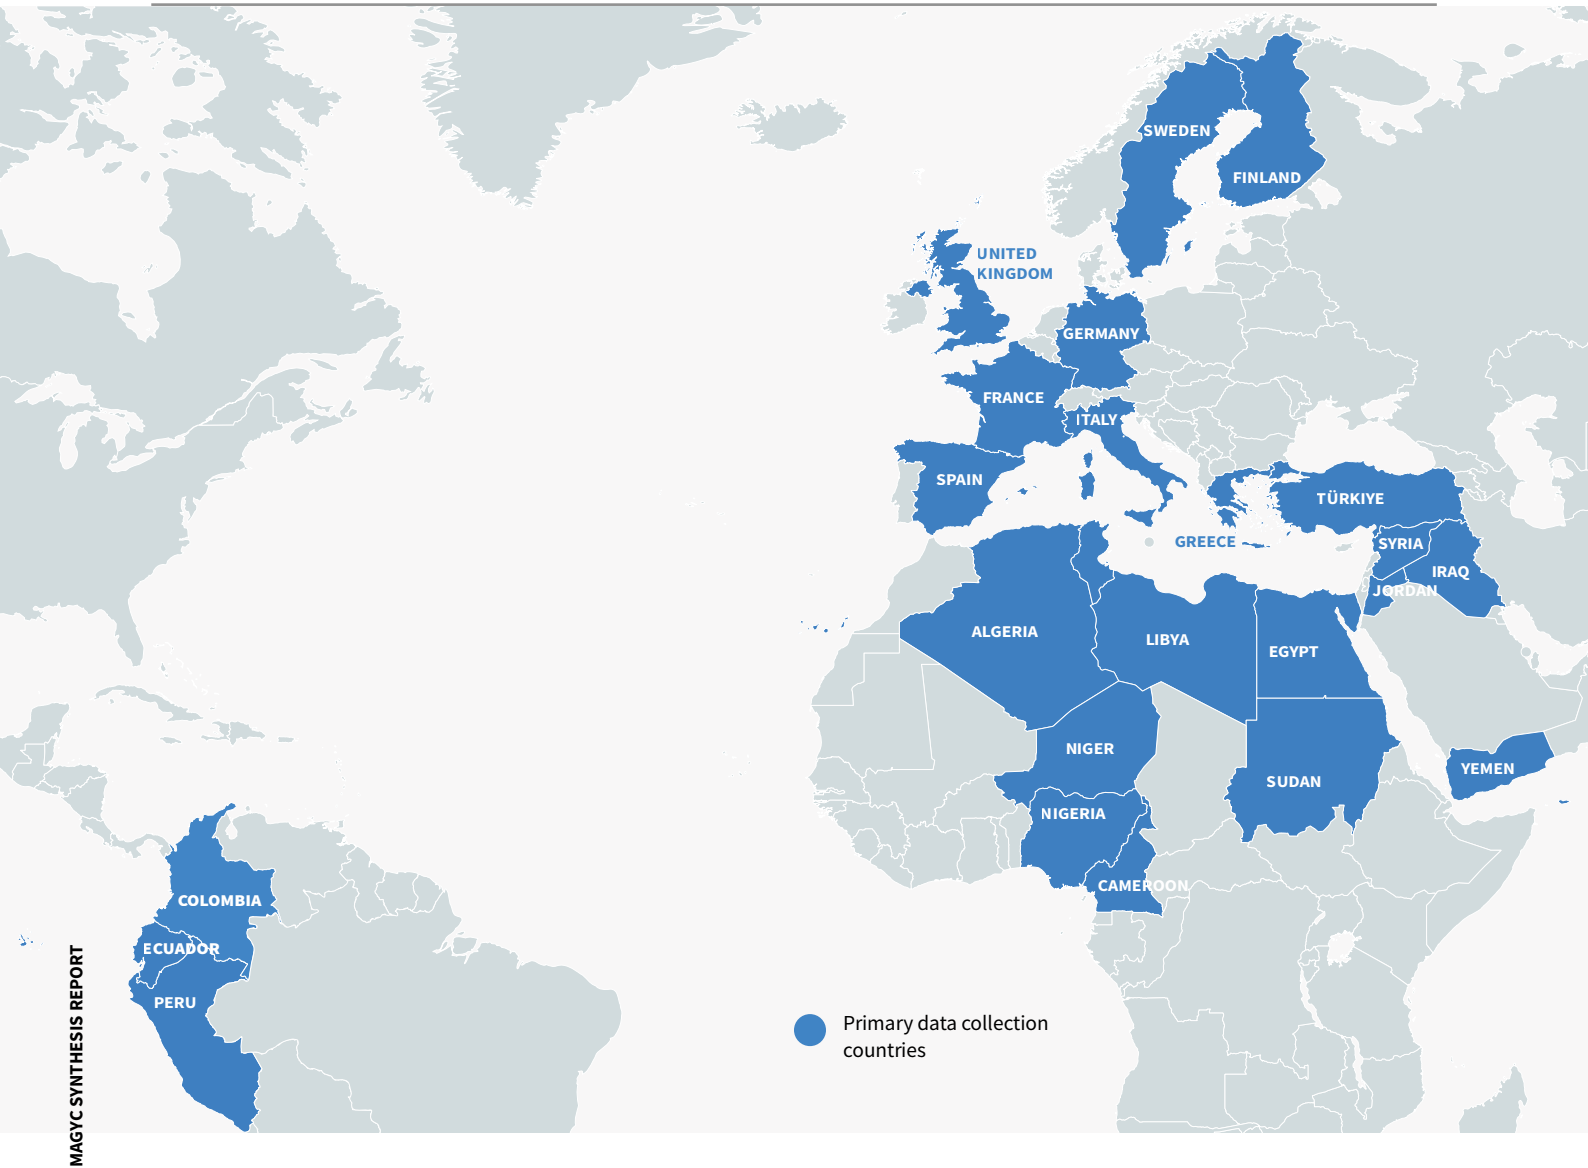 SWEDEN
FINLAND
UNITED
KINGDOM
GERMANY
FRANCE
ITALY
SPAIN
TÜRKIYE
GREECE
SYRIA
IRAQ
JORDAN
ALGERIA
LIBYA
EGYPT
NIGER
SUDAN
YEMEN
NIGERIA
CAMEROON
COLOMBIA
ECUADOR
PERU
Primary data collection
countries
MAGYC SYNTHESIS REPORT